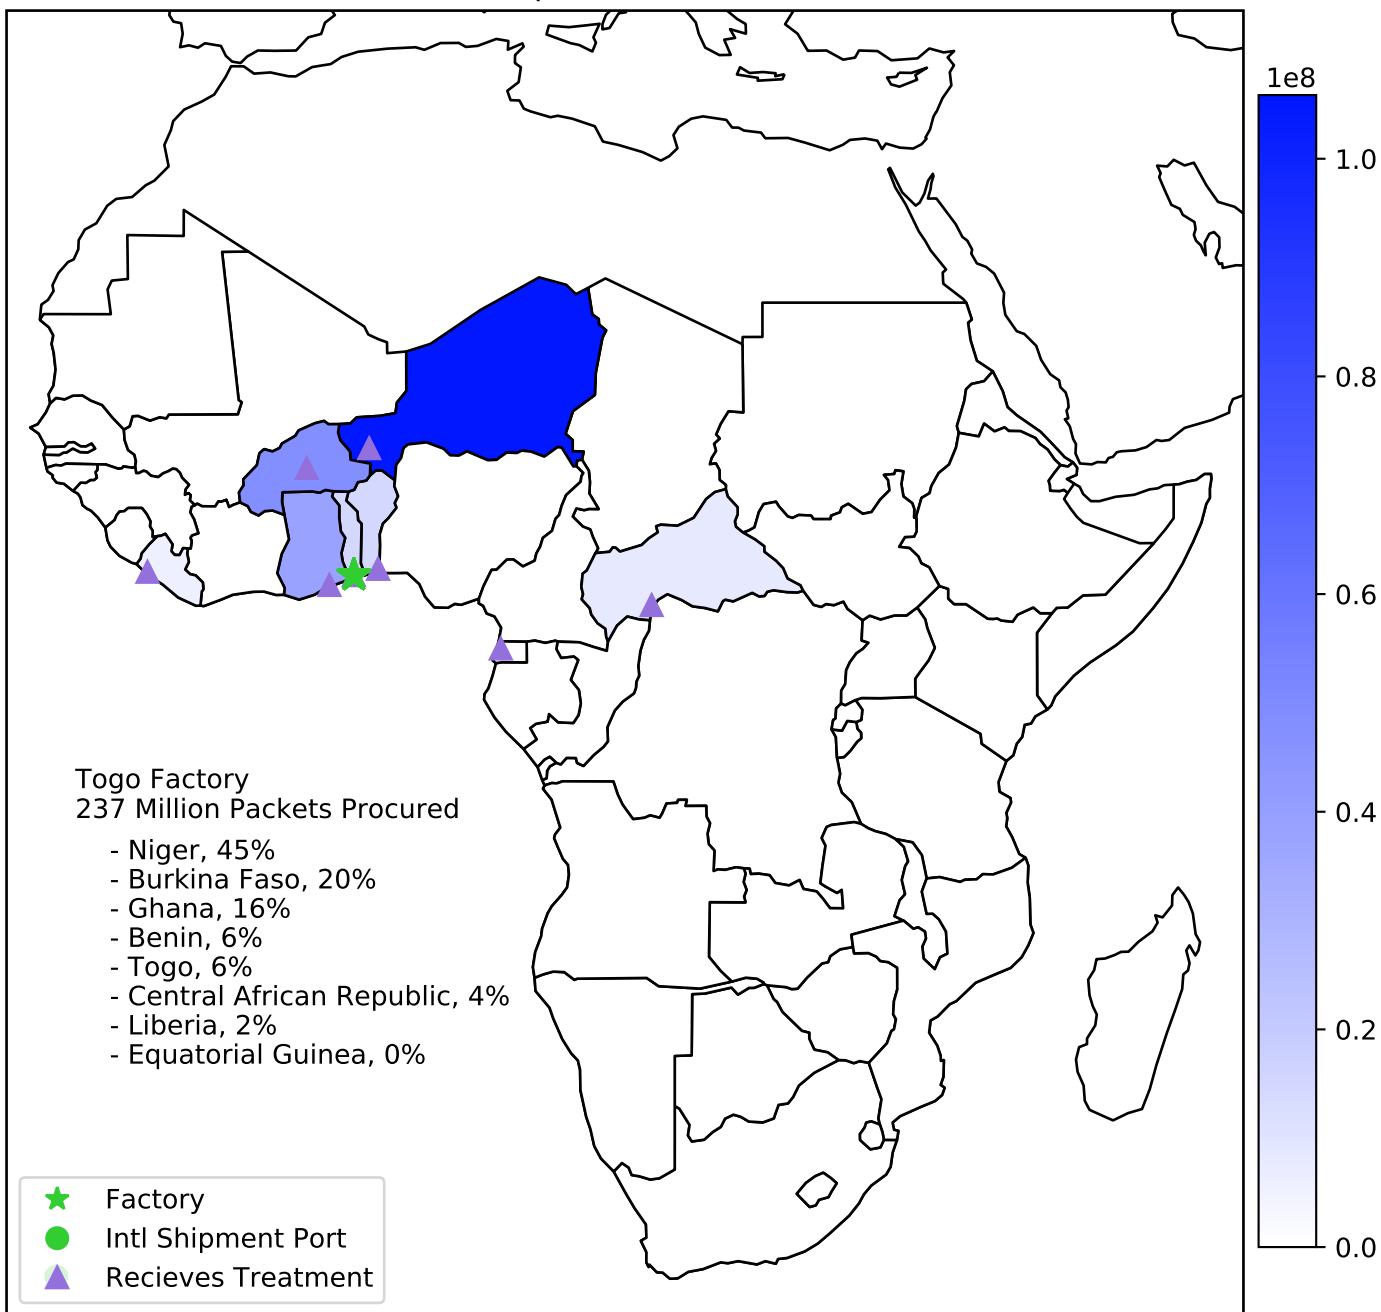 1e8
1.0
0.8
0.6
0.4
0.2
0.0
Togo Factory
237 Million Packets Procured
- Niger, 45%
- Burkina Faso, 20%
- Ghana, 16%
- Benin, 6%
- Togo, 6%
- Central African Republic, 4%
- Liberia, 2%
- Equatorial Guinea, 0%
Factory
Intl Shipment Port
Recieves Treatment